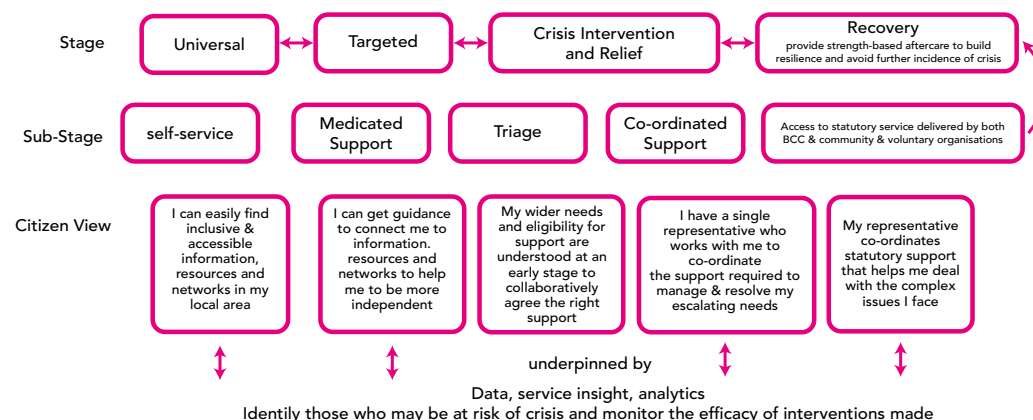 Stage
Universal
Targeted
Crisis Intervention
and Relief
Recovery
provide strength-based aftercare to build
resilience and avoid further incidence of crisis
Sub-Stage
self-service
Medicated
Support
Triage
Co-ordinated
Support
Access to statutory service delivered by both
BCC & community & voluntary organisations
Citizen View
I can easily find
inclusive &
accessible
information,
resources and
networks in my
local area
I can get guidance
to connect me to
information.
resources and
networks to help
me to be more
independent
My wider needs
and eligibility for
support are
understood at an
early stage to
collaboratively
agree the right
support
I have a single
representative who
works with me to
co-ordinate
the support required to
manage & resolve my
escalating needs
My representative
co-ordinates
statutory support
that helps me deal
with the complex
issues I face
underpinned by
Data, service insight, analytics
Identily those who may be at risk of crisis and monitor the efficacy of interventions made